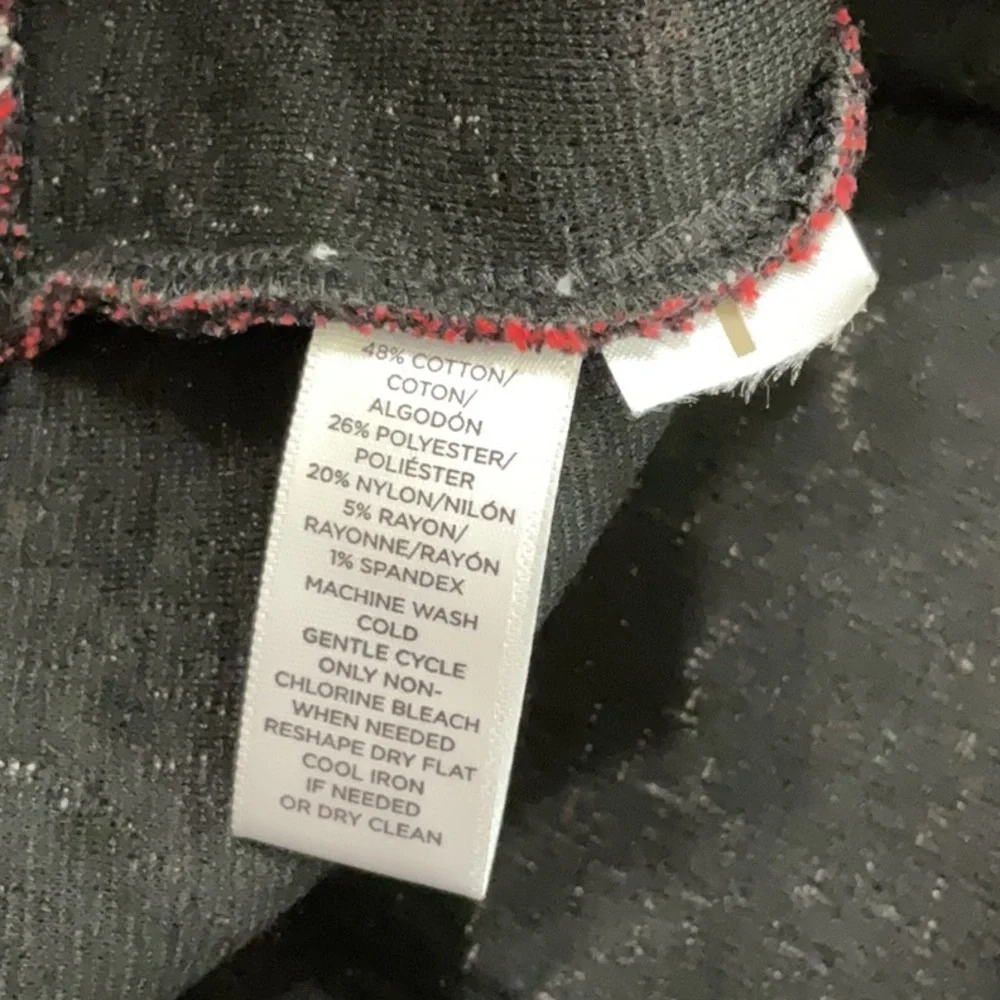 48% COTTON/
COTON/
ALGODÓN
26% POLYESTER/
POLIÉSTER
20% NYLON/NILÓN
5% RAYON/
RAYONNE/RAYÓN
1% SPANDEX
MACHINE WASH
COLD
GENTLE CYCLE
ONLY NON-
CHLORINE BLEACH
WHEN NEEDED
RESHAPE DRY FLAT
COOL IRON
IF NEEDED
OR DRY CLEAN